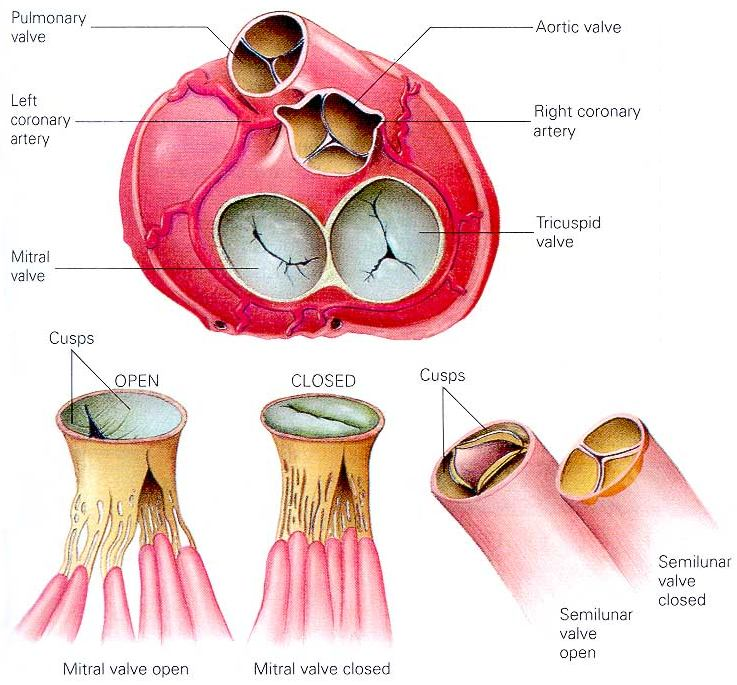 Pulmonary
valve
Aortic valve
Left
coronary
artery
Right coronary
artery
Tricuspid
valve
Mitral
valve
Cusps
OPEN
CLOSED
Cusps
Semilunar
valve
closed
Semilunar
valve
open
Mitral valve open
Mitral valve closed